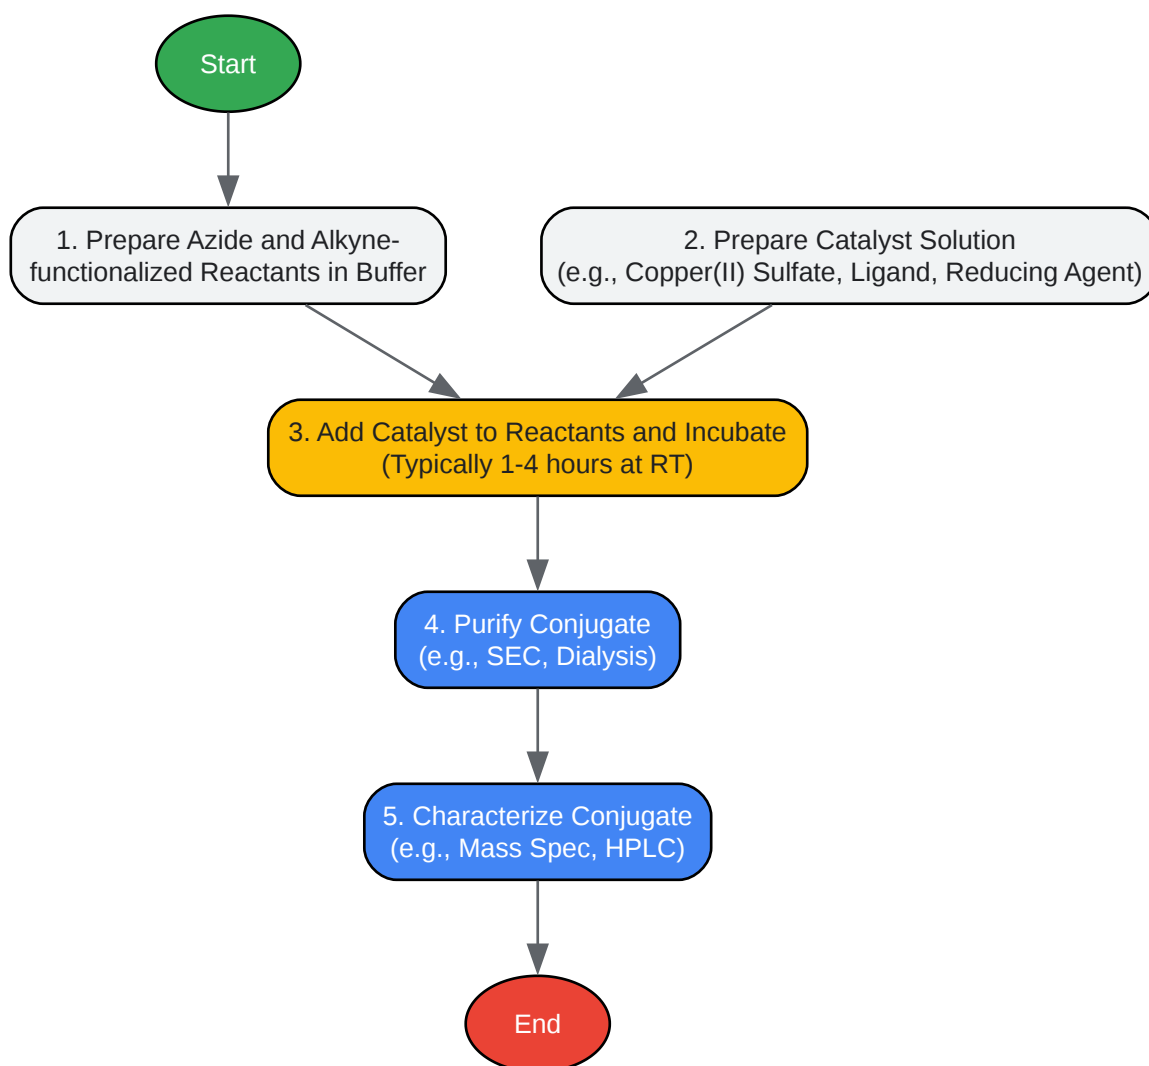 Start
1. Prepare Azide and Alkyne-
functionalized Reactants in Buffer
2. Prepare Catalyst Solution
(e.g., Copper(II) Sulfate, Ligand, Reducing Agent)
3. Add Catalyst to Reactants and Incubate
(Typically 1-4 hours at RT)
4. Purify Conjugate
(e.g., SEC, Dialysis)
5. Characterize Conjugate
(e.g., Mass Spec, HPLC)
End